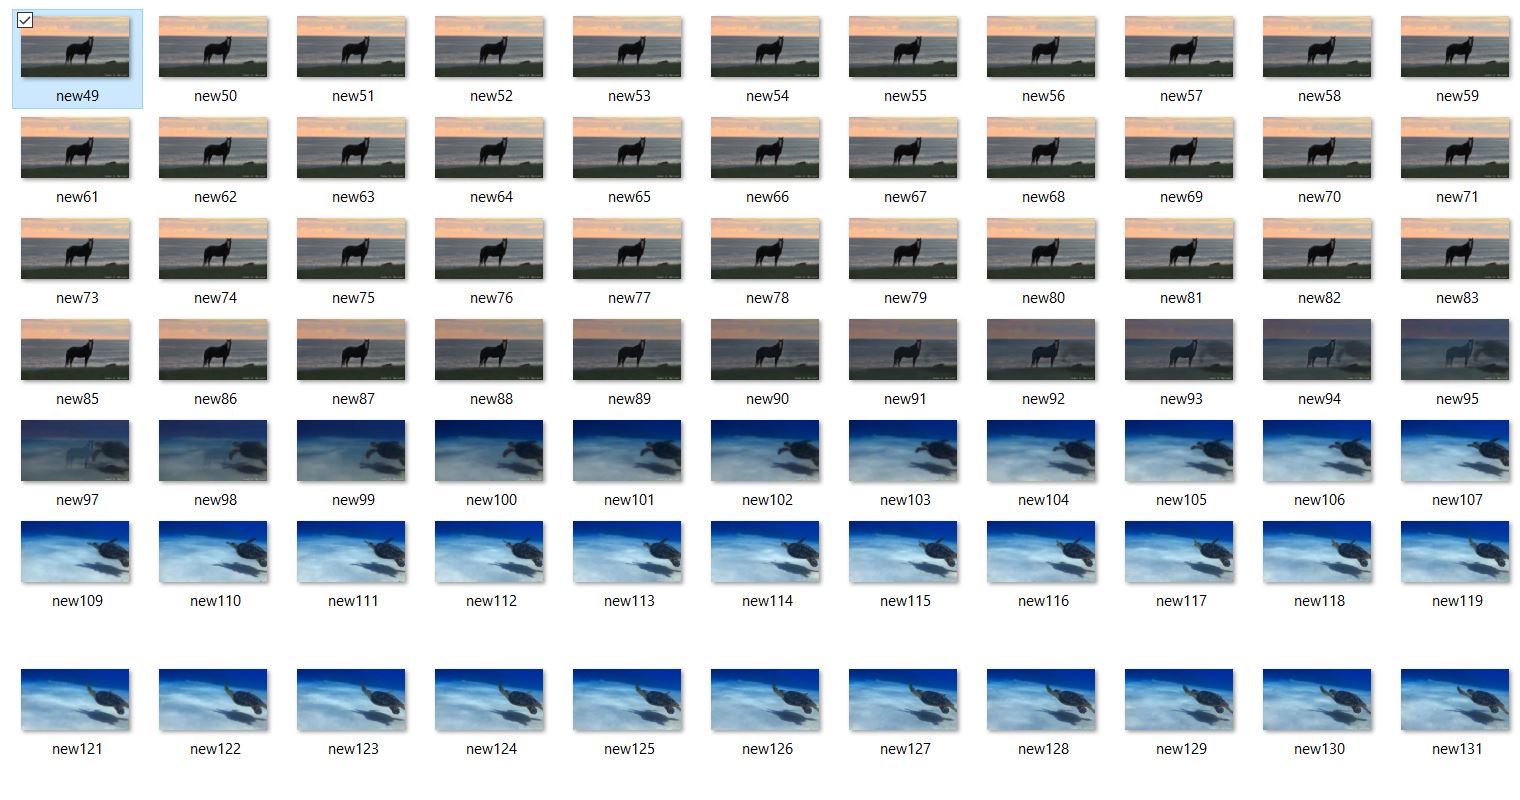 new49 new50 new51 new52 new53 new54 new55 new56 new57 new58 new59
new61 new62 new63 new64 new65 new66 new67 new68 new69 new70 new71
new73 new74 new75 new76 new77 new78 new79 new80 new81 new82 new83
new85 new86 new87 new88 new89 new90 new91 new92 new93 new94 new95
new97 new98 new99 new100 new101 new102 new103 new104 new105 new106 new107
new109 new110 new111 new112 new113 new114 new115 new116 new117 new118 new119
new121 new122 new123 new124 new125 new126 new127 new128 new129 new130 new131